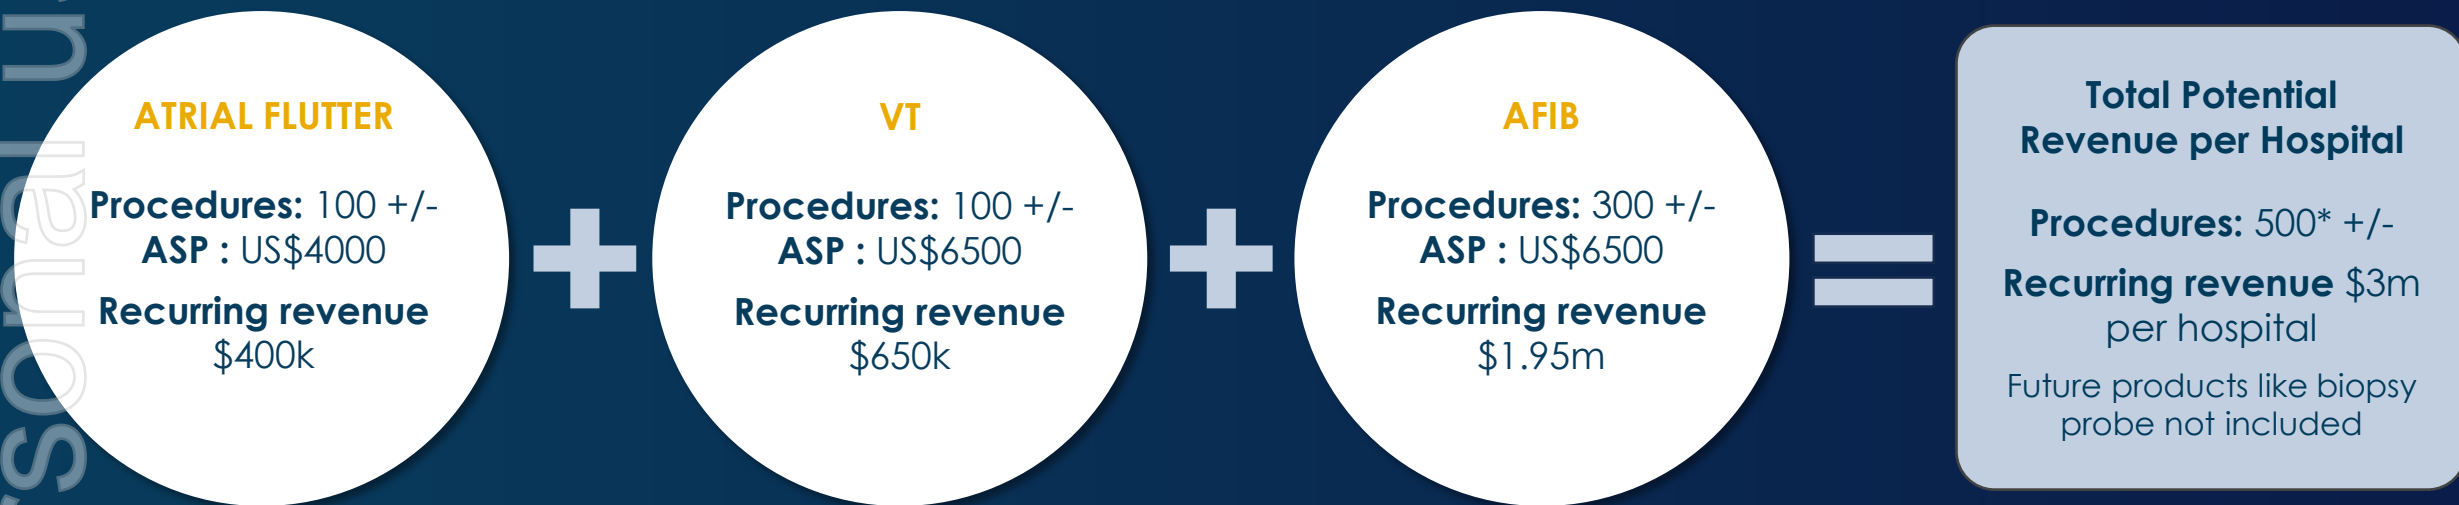 ATRIAL FLUTTER
Procedures: 100 +/-
ASP : US$4000
Recurring revenue
$400k
VT
Procedures: 100 +/-
ASP : US$6500
Recurring revenue
$650k
AFIB
Procedures: 300 +/-
ASP : US$6500
Recurring revenue
$1.95m
Total Potential
Revenue per Hospital
Procedures: 500* +/-
Recurring revenue $3m
per hospital
Future products like biopsy
probe not included